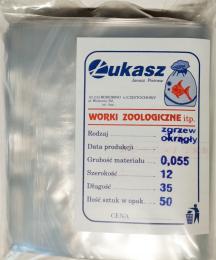 Łukasz
WORKI ZOOLOGICZNE itp.
Rodzaj zgrzew
okrągły
Data produkcji
Grubość materiału 0,055
Szerokość 12
Długość 35
Ilość sztuk w opak. 50
CENA